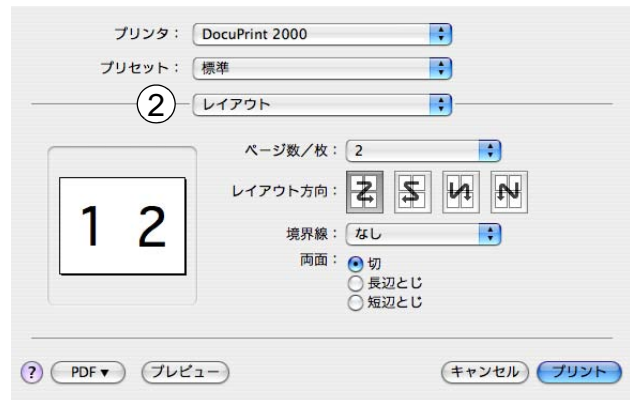 プリンタ： DocuPrint 2000
プリセット： 標準
② レイアウト
ページ数／枚： 2
レイアウト方向：
1 2
境界線： なし
両面： 切
長辺とじ
短辺とじ
? PDF▼ プレビュー キャンセル プリント